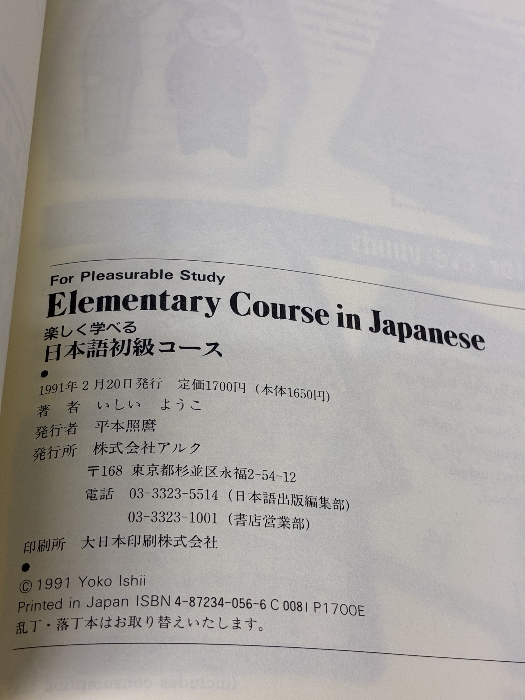 For Pleasurable Study
Elementary Course in Japanese
楽しく学べる
日本語初級コース
●
1991年2月20日発行 定価1700円(本体1650円)
著 者 いしい ようこ
発行者 平本照麿
発行所 株式会社アルク
〒168 東京都杉並区永福2-54-12
電話 03-3323-5514(日本語出版編集部)
03-3323-1001(書店営業部)
印刷所 大日本印刷株式会社
●
©1991 Yoko Ishii
Printed in Japan ISBN 4-87234-056-6 C 0081 P1700E
乱丁・落丁本はお取り替えいたします。